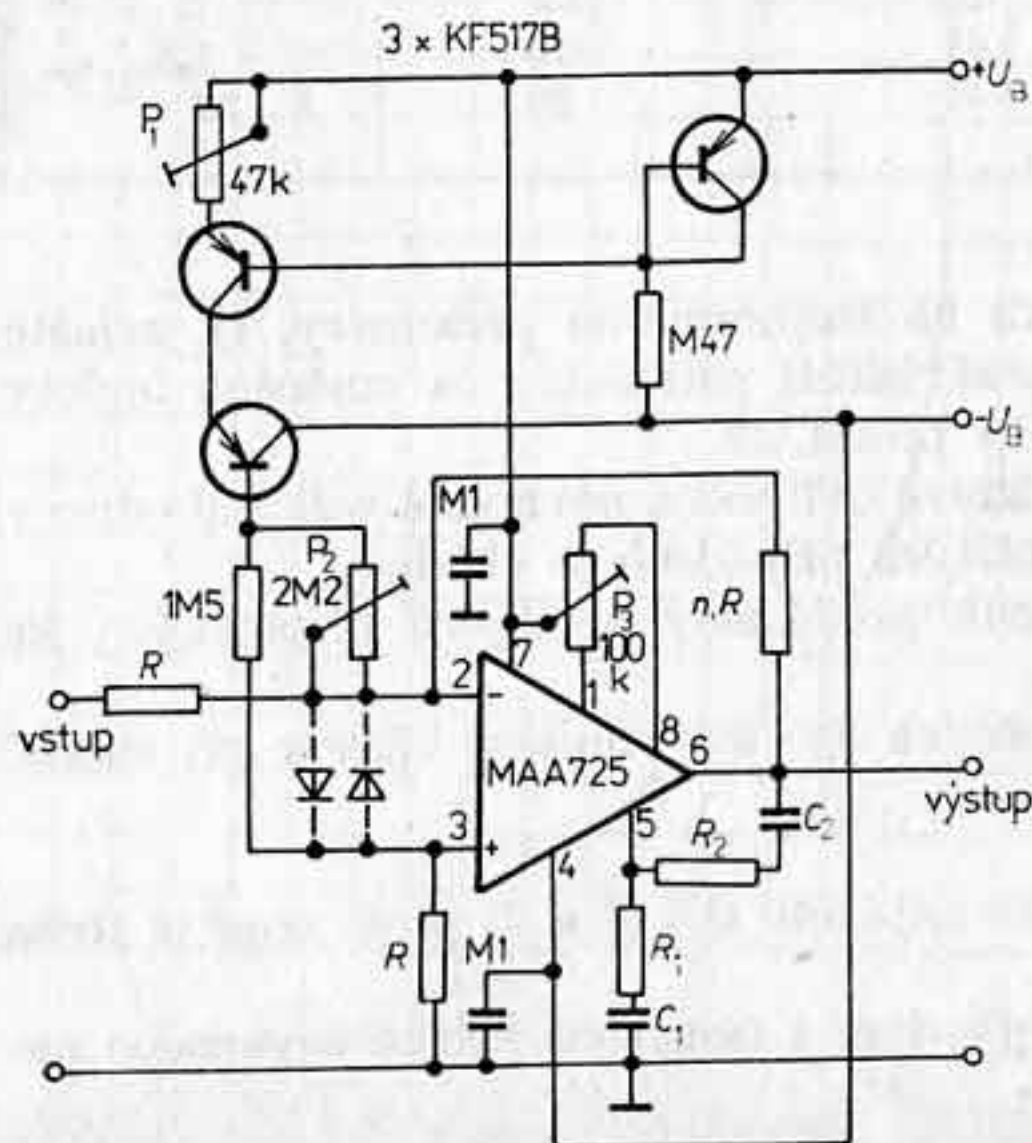 3 x KF517B
+U_B
P₁
47k
M47
-U_B
M1
P₂
2M2
1M5
P₃
100
k
n.R
R
2
-
7
1
8
6
vstup
MAA725
výstup
3
+
5
4
R₂
C₂
R
M1
R₁
C₁